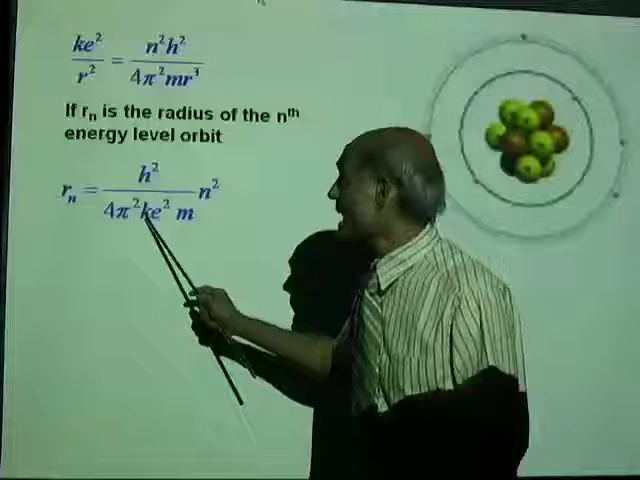 ke²/r² = n²h²/4π²mr³
If rₙ is the radius of the nᵗʰ
energy level orbit
rₙ = h²/4π²ke² m n²